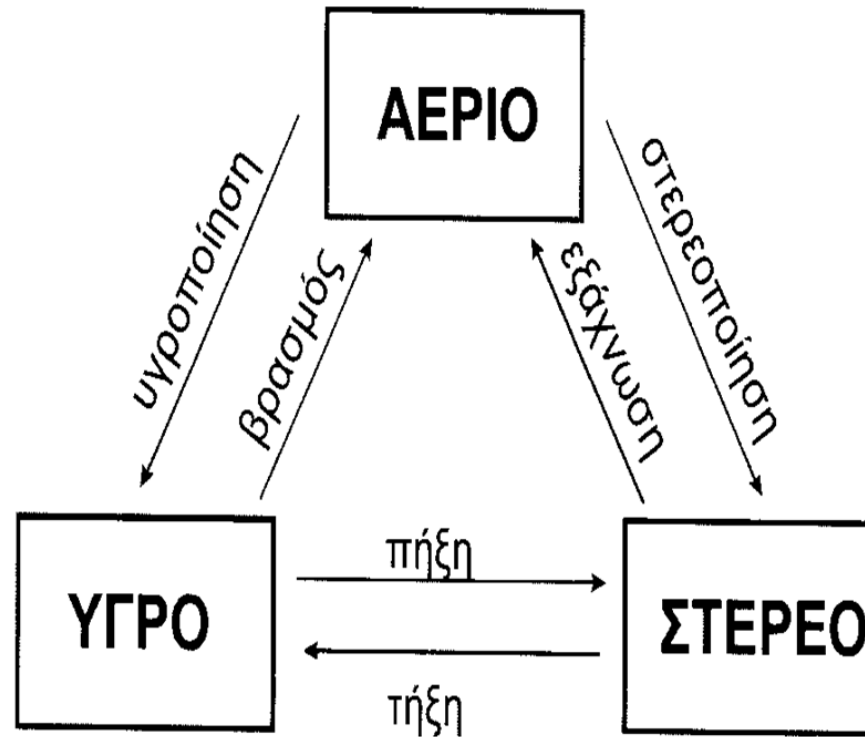 ΑΕΡΙΟ
υγροποίηση
βρασμός
εξάχνωση
στερεοποίηση
πήξη
ΥΓΡΟ
ΣΤΕΡΕΟ
τήξη